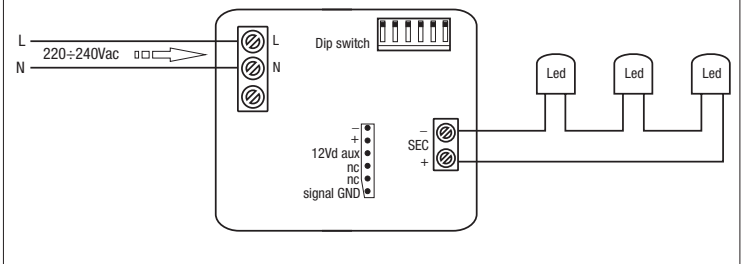 L
220÷240Vac
N
L
N
Dip switch
−
+
12Vd aux
nc
nc
signal GND
−
SEC
+
Led
Led
Led